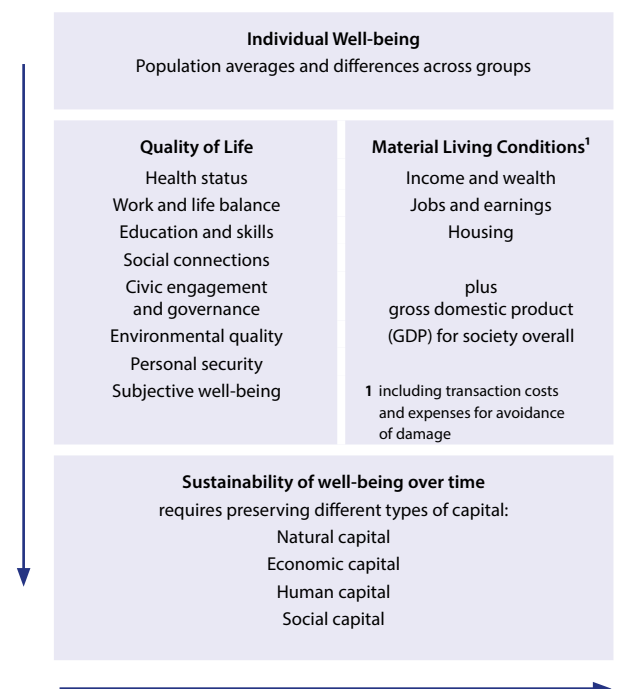 Individual Well-being
Population averages and differences across groups
Quality of Life
Health status
Work and life balance
Education and skills
Social connections
Civic engagement
and governance
Environmental quality
Personal security
Subjective well-being
Material Living Conditions¹
Income and wealth
Jobs and earnings
Housing
plus
gross domestic product
(GDP) for society overall
1 including transaction costs
and expenses for avoidance
of damage
Sustainability of well-being over time
requires preserving different types of capital:
Natural capital
Economic capital
Human capital
Social capital